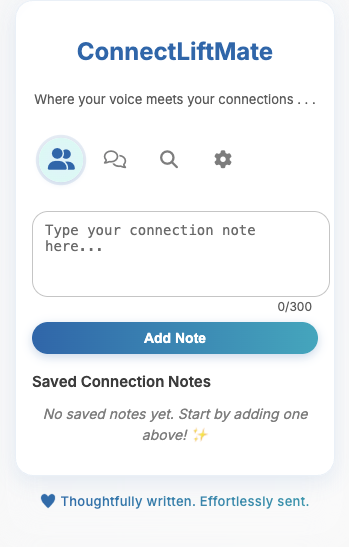 ConnectLiftMate
Where your voice meets your connections . . .
Type your connection note
here...
0/300
Add Note
Saved Connection Notes
No saved notes yet. Start by adding one
above! ✨
💙 Thoughtfully written. Effortlessly sent.